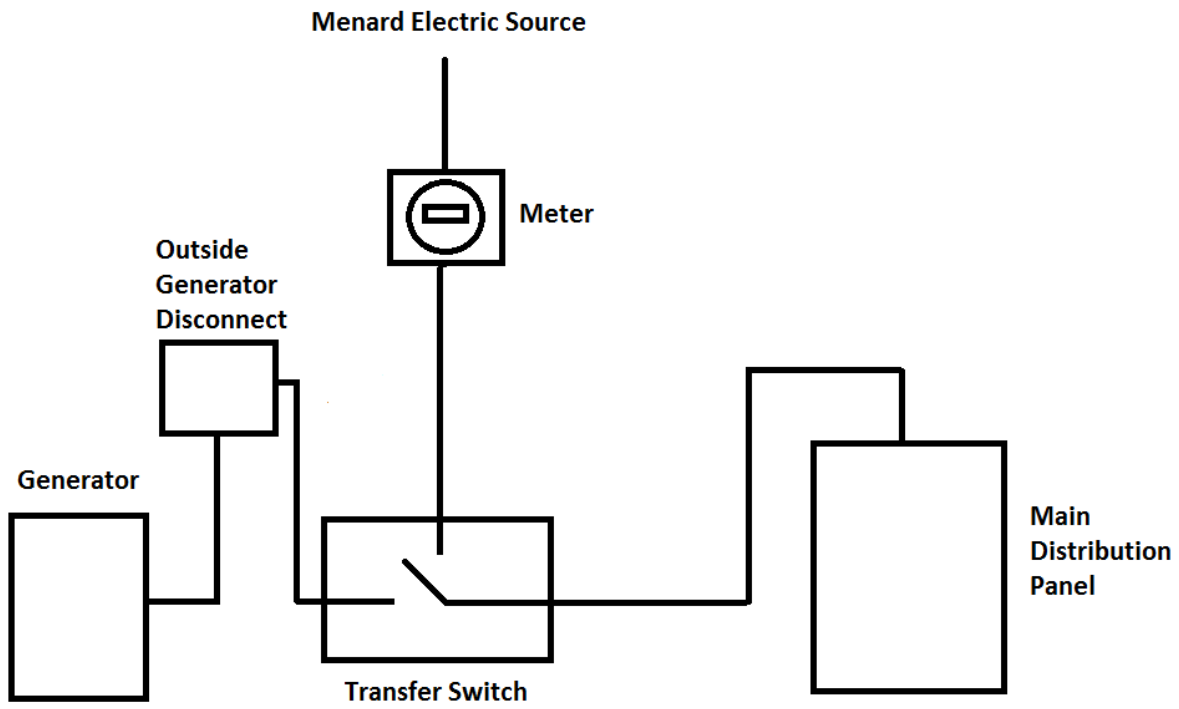 Menard Electric Source
Meter
Outside
Generator
Disconnect
Generator
Main
Distribution
Panel
Transfer Switch